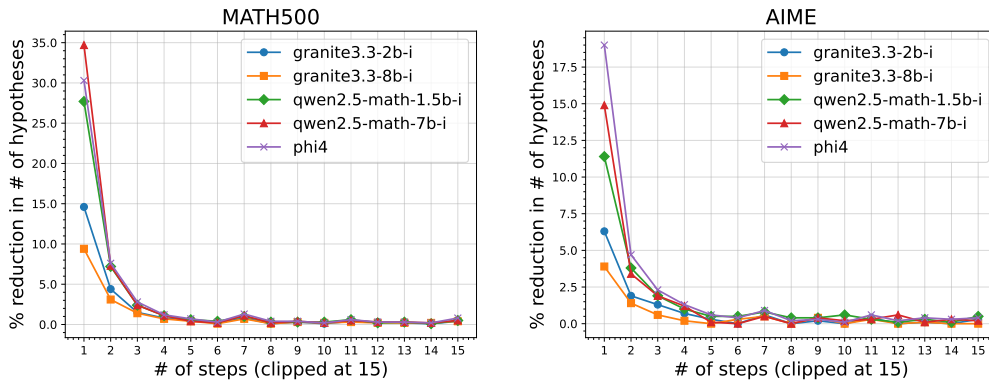 MATH500
% reduction in # of hypotheses
35.0
30.0
25.0
20.0
15.0
10.0
5.0
0.0
granite3.3-2b-i
granite3.3-8b-i
qwen2.5-math-1.5b-i
qwen2.5-math-7b-i
phi4
1 2 3 4 5 6 7 8 9 10 11 12 13 14 15
# of steps (clipped at 15)
AIME
% reduction in # of hypotheses
17.5
15.0
12.5
10.0
7.5
5.0
2.5
0.0
granite3.3-2b-i
granite3.3-8b-i
qwen2.5-math-1.5b-i
qwen2.5-math-7b-i
phi4
1 2 3 4 5 6 7 8 9 10 11 12 13 14 15
# of steps (clipped at 15)